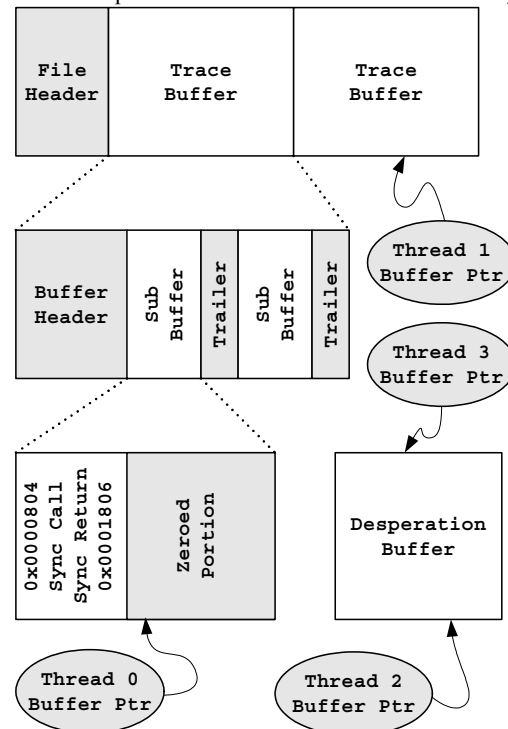 File
Header
Trace
Buffer
Trace
Buffer
Thread 1
Buffer Ptr
Buffer
Header
Sub
Buffer
Trailer
Sub
Buffer
Trailer
Thread 3
Buffer Ptr
0x0000804
Sync Call
Sync Return
0x0001806
Zeroed
Portion
Desperation
Buffer
Thread 0
Buffer Ptr
Thread 2
Buffer Ptr